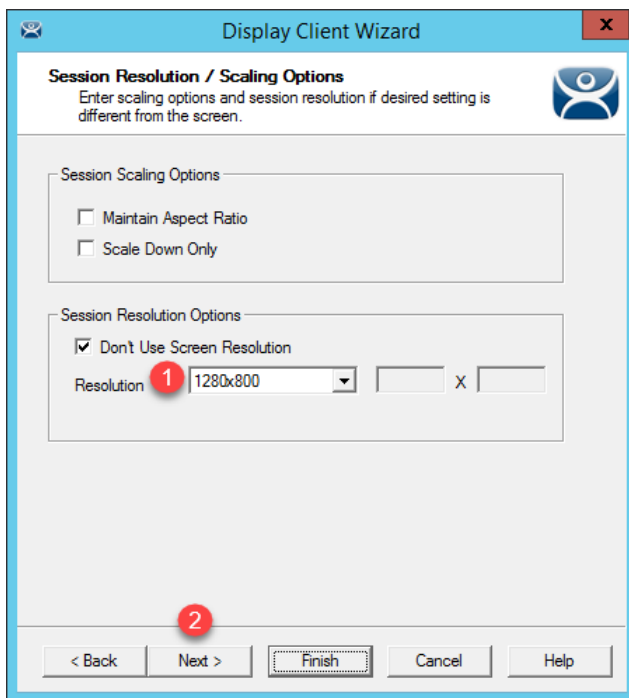 Display Client Wizard
x
Session Resolution / Scaling Options
Enter scaling options and session resolution if desired setting is
different from the screen.
Session Scaling Options
Maintain Aspect Ratio
Scale Down Only
Session Resolution Options
Don't Use Screen Resolution
Resolution 1 1280x800 X
2
< Back Next > Finish Cancel Help